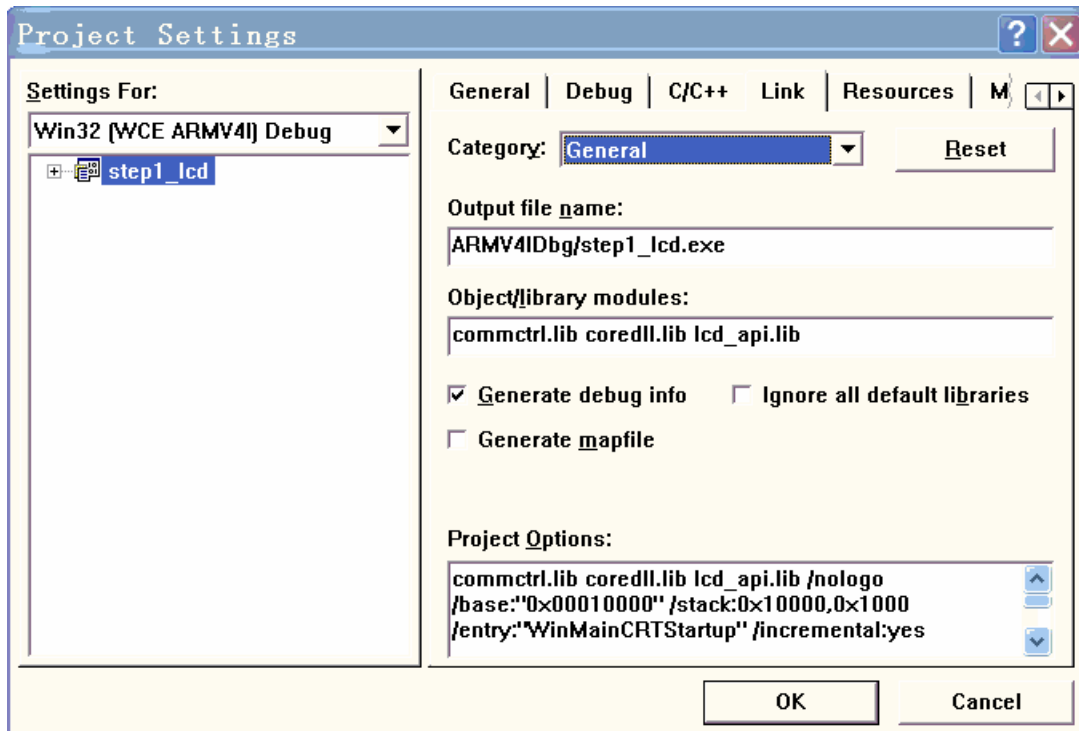 Project Settings
Settings For:
Win32 (WCE ARMV4I) Debug
step1_lcd
General
Debug
C/C++
Link
Resources
M
Category:
General
Reset
Output file name:
ARMV4IDbg/step1_lcd.exe
Object/library modules:
commctrl.lib coredll.lib lcd_api.lib
Generate debug info
Ignore all default libraries
Generate mapfile
Project Options:
commctrl.lib coredll.lib lcd_api.lib /nologo
/base:"0x00010000" /stack:0x10000,0x1000
/entry:"WinMainCRTStartup" /incremental:yes
OK
Cancel